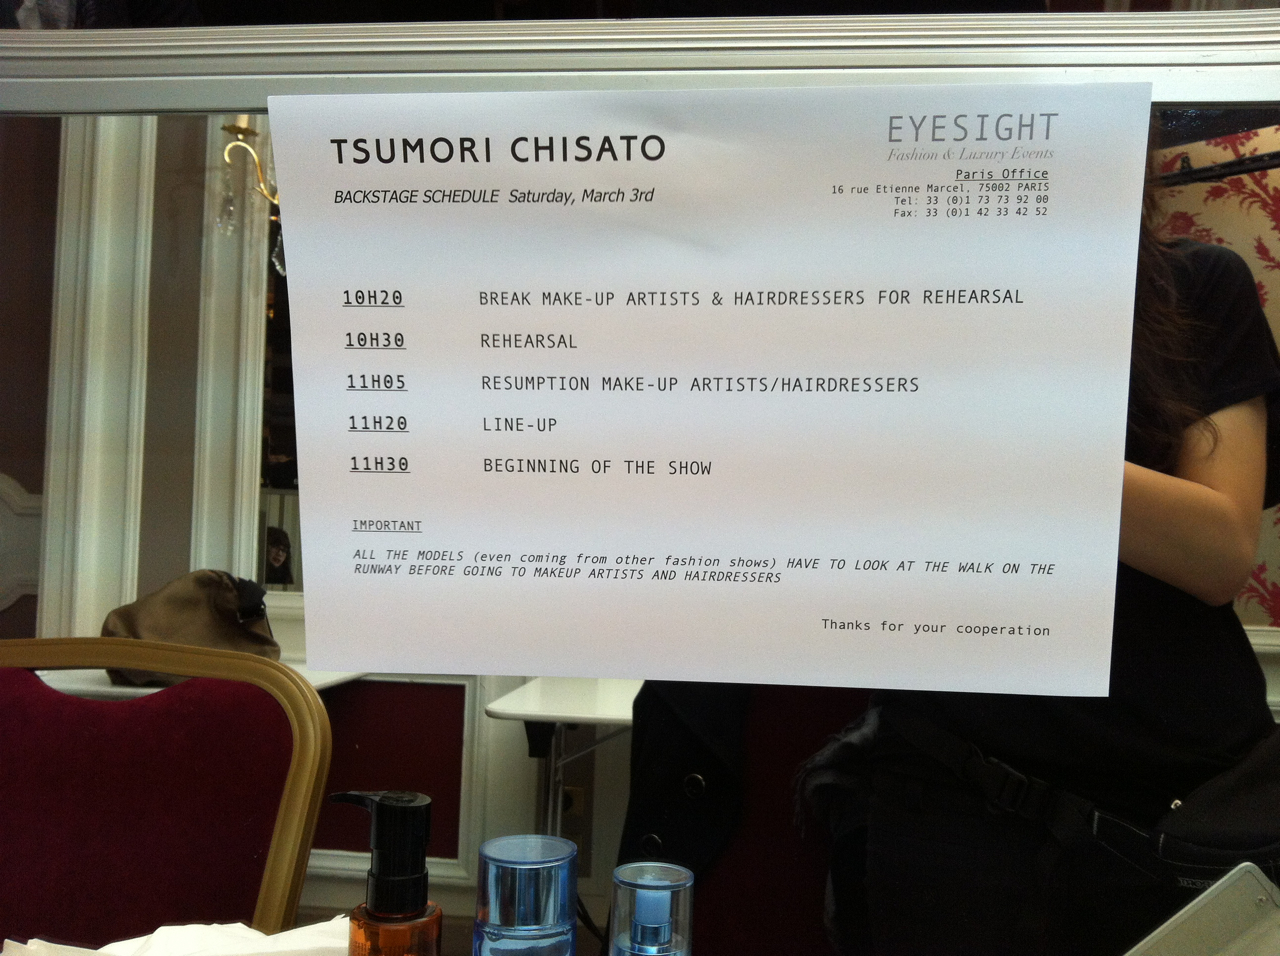 TSUMORI CHISATO
BACKSTAGE SCHEDULE Saturday, March 3rd
EYESIGHT
Fashion & Luxury Events
Paris Office
16 rue Etienne Marcel, 75002 PARIS
Tel: 33 (0)1 73 73 92 00
Fax: 33 (0)1 42 33 42 52
10H20 BREAK MAKE-UP ARTISTS & HAIRDRESSERS FOR REHEARSAL
10H30 REHEARSAL
11H05 RESUMPTION MAKE-UP ARTISTS/HAIRDRESSERS
11H20 LINE-UP
11H30 BEGINNING OF THE SHOW
IMPORTANT
ALL THE MODELS (even coming from other fashion shows) HAVE TO LOOK AT THE WALK ON THE
RUNWAY BEFORE GOING TO MAKEUP ARTISTS AND HAIRDRESSERS
Thanks for your cooperation